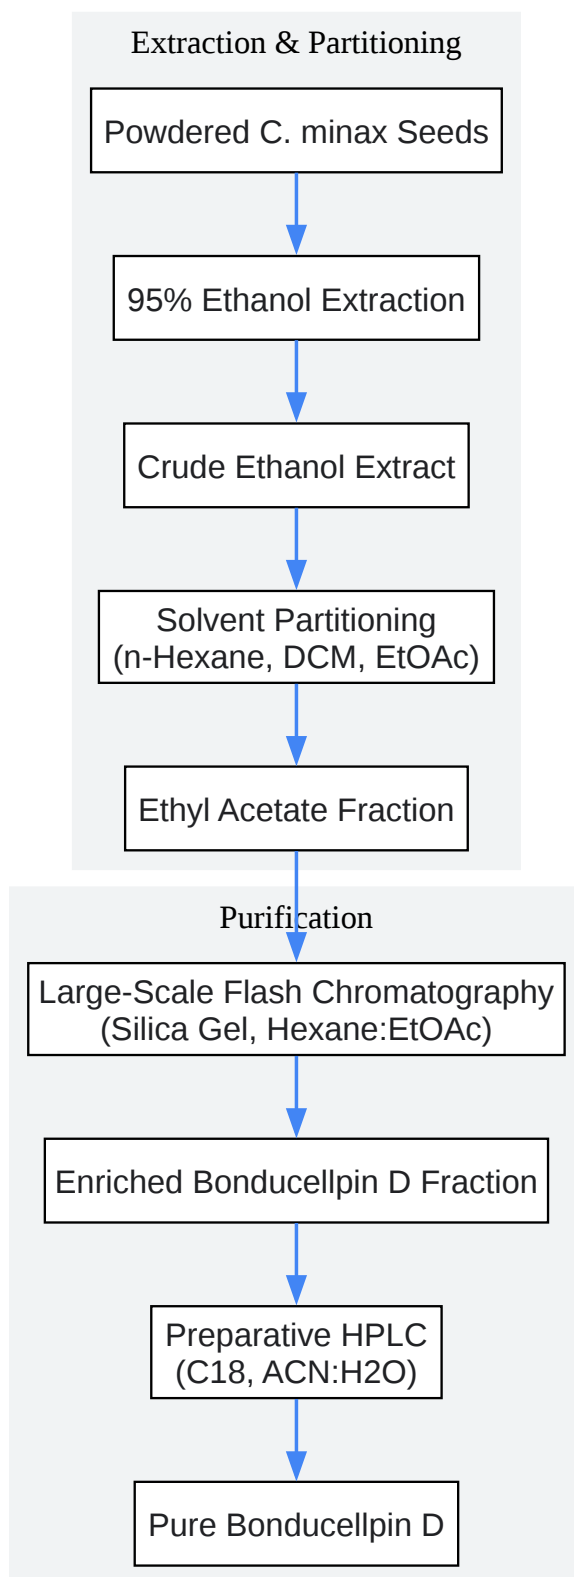 Extraction & Partitioning
Powdered C. minax Seeds
95% Ethanol Extraction
Crude Ethanol Extract
Solvent Partitioning
(n-Hexane, DCM, EtOAc)
Ethyl Acetate Fraction
Purification
Large-Scale Flash Chromatography
(Silica Gel, Hexane:EtOAc)
Enriched Bonducellpin D Fraction
Preparative HPLC
(C18, ACN:H2O)
Pure Bonducellpin D